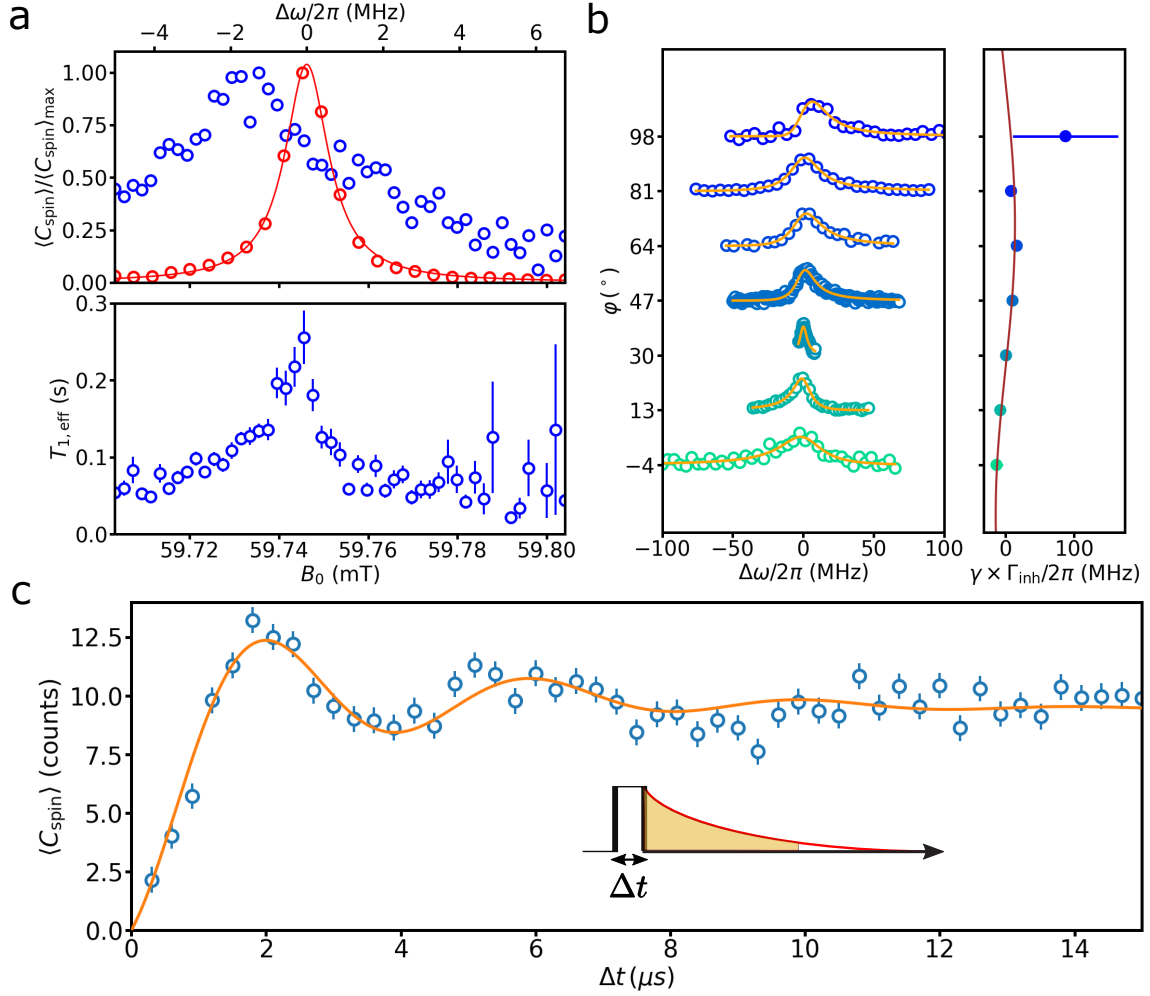 a
Δω/2π (MHz)
−4 −2 0 2 4 6
⟨C_spin⟩/⟨C_spin⟩_max
1.00
0.75
0.50
0.25
0.00
T_1,eff (s)
0.3
0.2
0.1
0.0
59.72 59.74 59.76 59.78 59.80
B_0 (mT)
b
φ (°)
98
81
64
47
30
13
−4
−100 −50 0 50 100
Δω/2π (MHz)
0 100
γ × Γ_inh/2π (MHz)
c
⟨C_spin⟩ (counts)
12.5
10.0
7.5
5.0
2.5
0.0
Δt
0 2 4 6 8 10 12 14
Δt (μs)